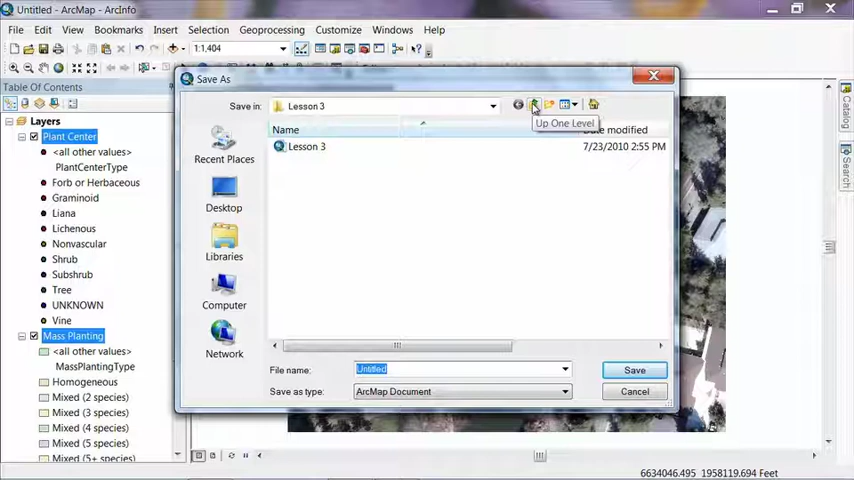 Untitled - ArcMap - ArcInfo
File Edit View Bookmarks Insert Selection Geoprocessing Customize Windows Help
1:1,404
Table Of Contents
Layers
Plant Center
<all other values>
PlantCenterType
Forb or Herbaceous
Graminoid
Liana
Lichenous
Nonvascular
Shrub
Subshrub
Tree
UNKNOWN
Vine
Mass Planting
<all other values>
MassPlantingType
Homogeneous
Mixed (2 species)
Mixed (3 species)
Mixed (4 species)
Mixed (5 species)
Mixed (5+ species)
Save As
Save in: Lesson 3
Up One Level
Name Date modified
Lesson 3 7/23/2010 2:55 PM
Recent Places
Desktop
Libraries
Computer
Network
File name: Untitled Save
Save as type: ArcMap Document Cancel
Catalog
Search
6634046.495 1958119.694 Feet